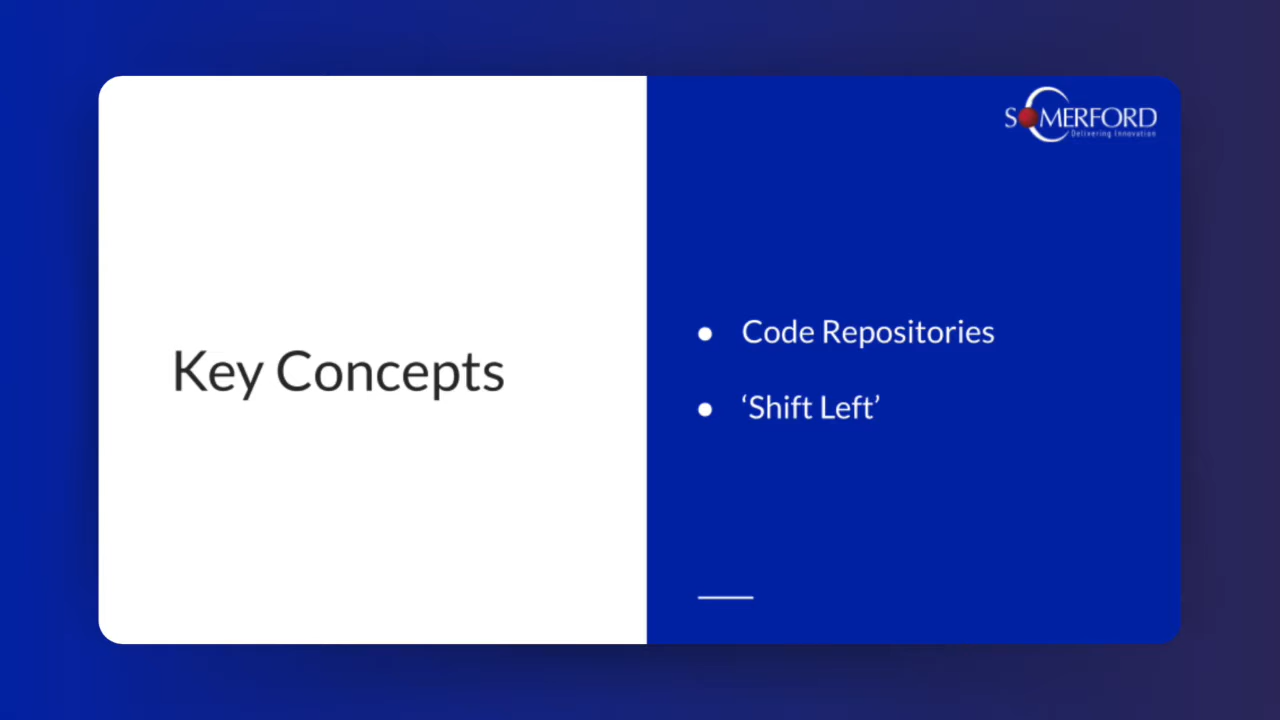 SOMERFORD
Delivering Innovation
Key Concepts
● Code Repositories
● ‘Shift Left’